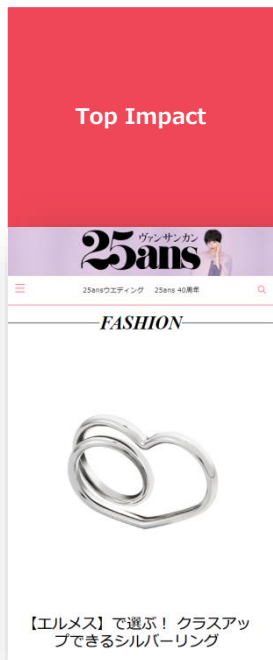 Top Impact
ヴァンサンカン
25ans
25ansウエディング 25ans 40周年
FASHION
【エルメス】で選ぶ！ クラスアッ
プできるシルバーリング